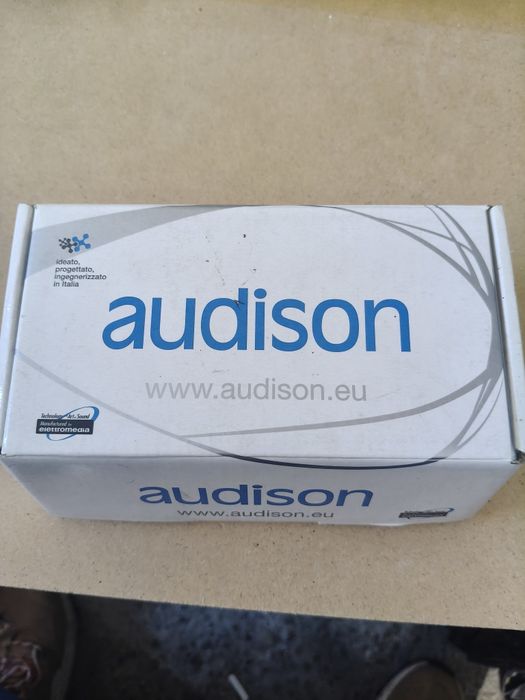 ideato,
progettato,
ingegnerizzato
in Italia
audison
www.audison.eu
Technology Art & Sound
Manufactured by
elettromedia
audison
www.audison.eu
elettromedia